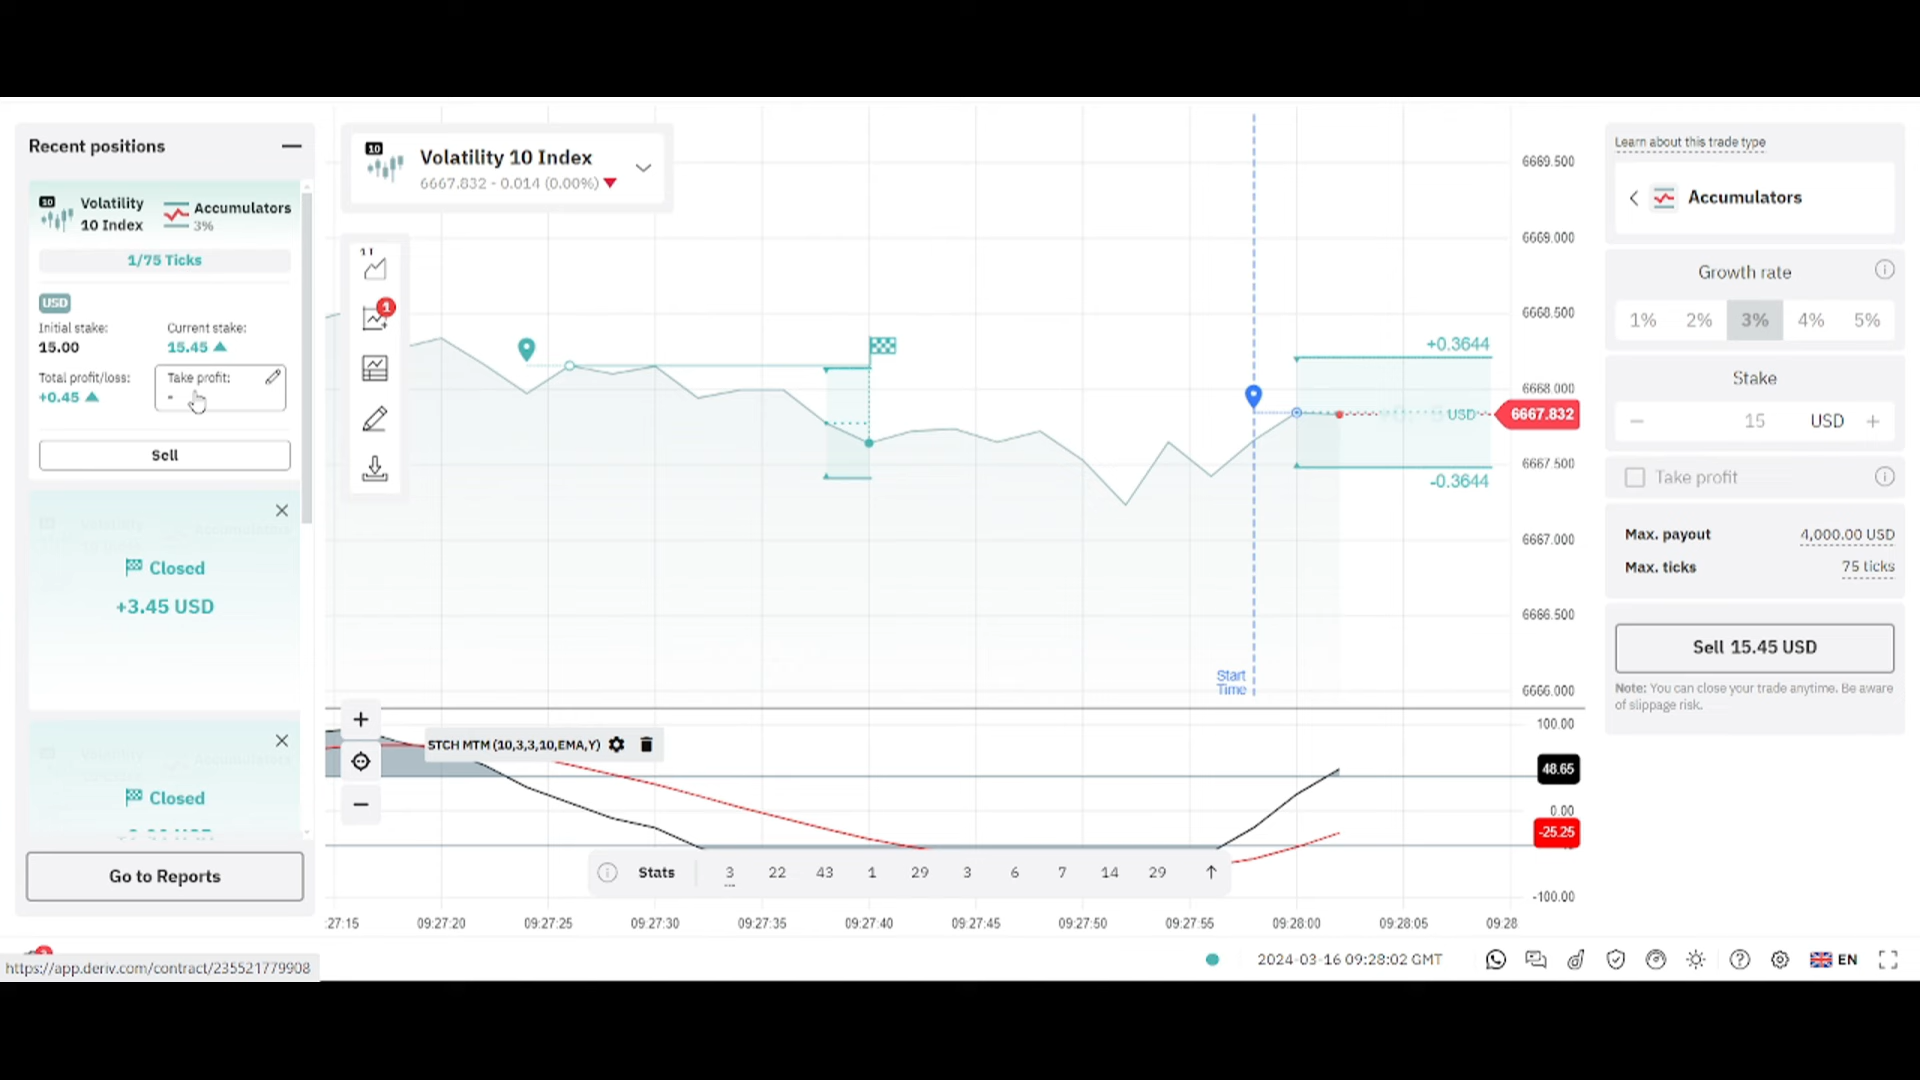 Recent positions
Volatility
10 Index
Accumulators
3%
1/75 Ticks
USD
Initial stake:
15.00
Current stake:
15.45
Total profit/loss:
+0.45
Take profit:
-
Sell
Closed
+3.45 USD
Closed
Go to Reports
https://app.deriv.com/contract/235521779908
10
Volatility 10 Index
6667.832 - 0.014 (0.00%)
1
+0.3644
USD
-0.3644
Start
Time
6669.500
6669.000
6668.500
6668.000
6667.832
6667.500
6667.000
6666.500
6666.000
STCH MTM (10,3,3,10,EMA,Y)
100.00
48.65
0.00
-25.25
-100.00
Stats 3 22 43 1 29 3 6 7 14 29
:27:15 09:27:20 09:27:25 09:27:30 09:27:35 09:27:40 09:27:45 09:27:50 09:27:55 09:28:00 09:28:05 09:28
2024-03-16 09:28:02 GMT
EN
Learn about this trade type
Accumulators
Growth rate
1% 2% 3% 4% 5%
Stake
15 USD
Take profit
Max. payout 4,000.00 USD
Max. ticks 75 ticks
Sell 15.45 USD
Note: You can close your trade anytime. Be aware
of slippage risk.